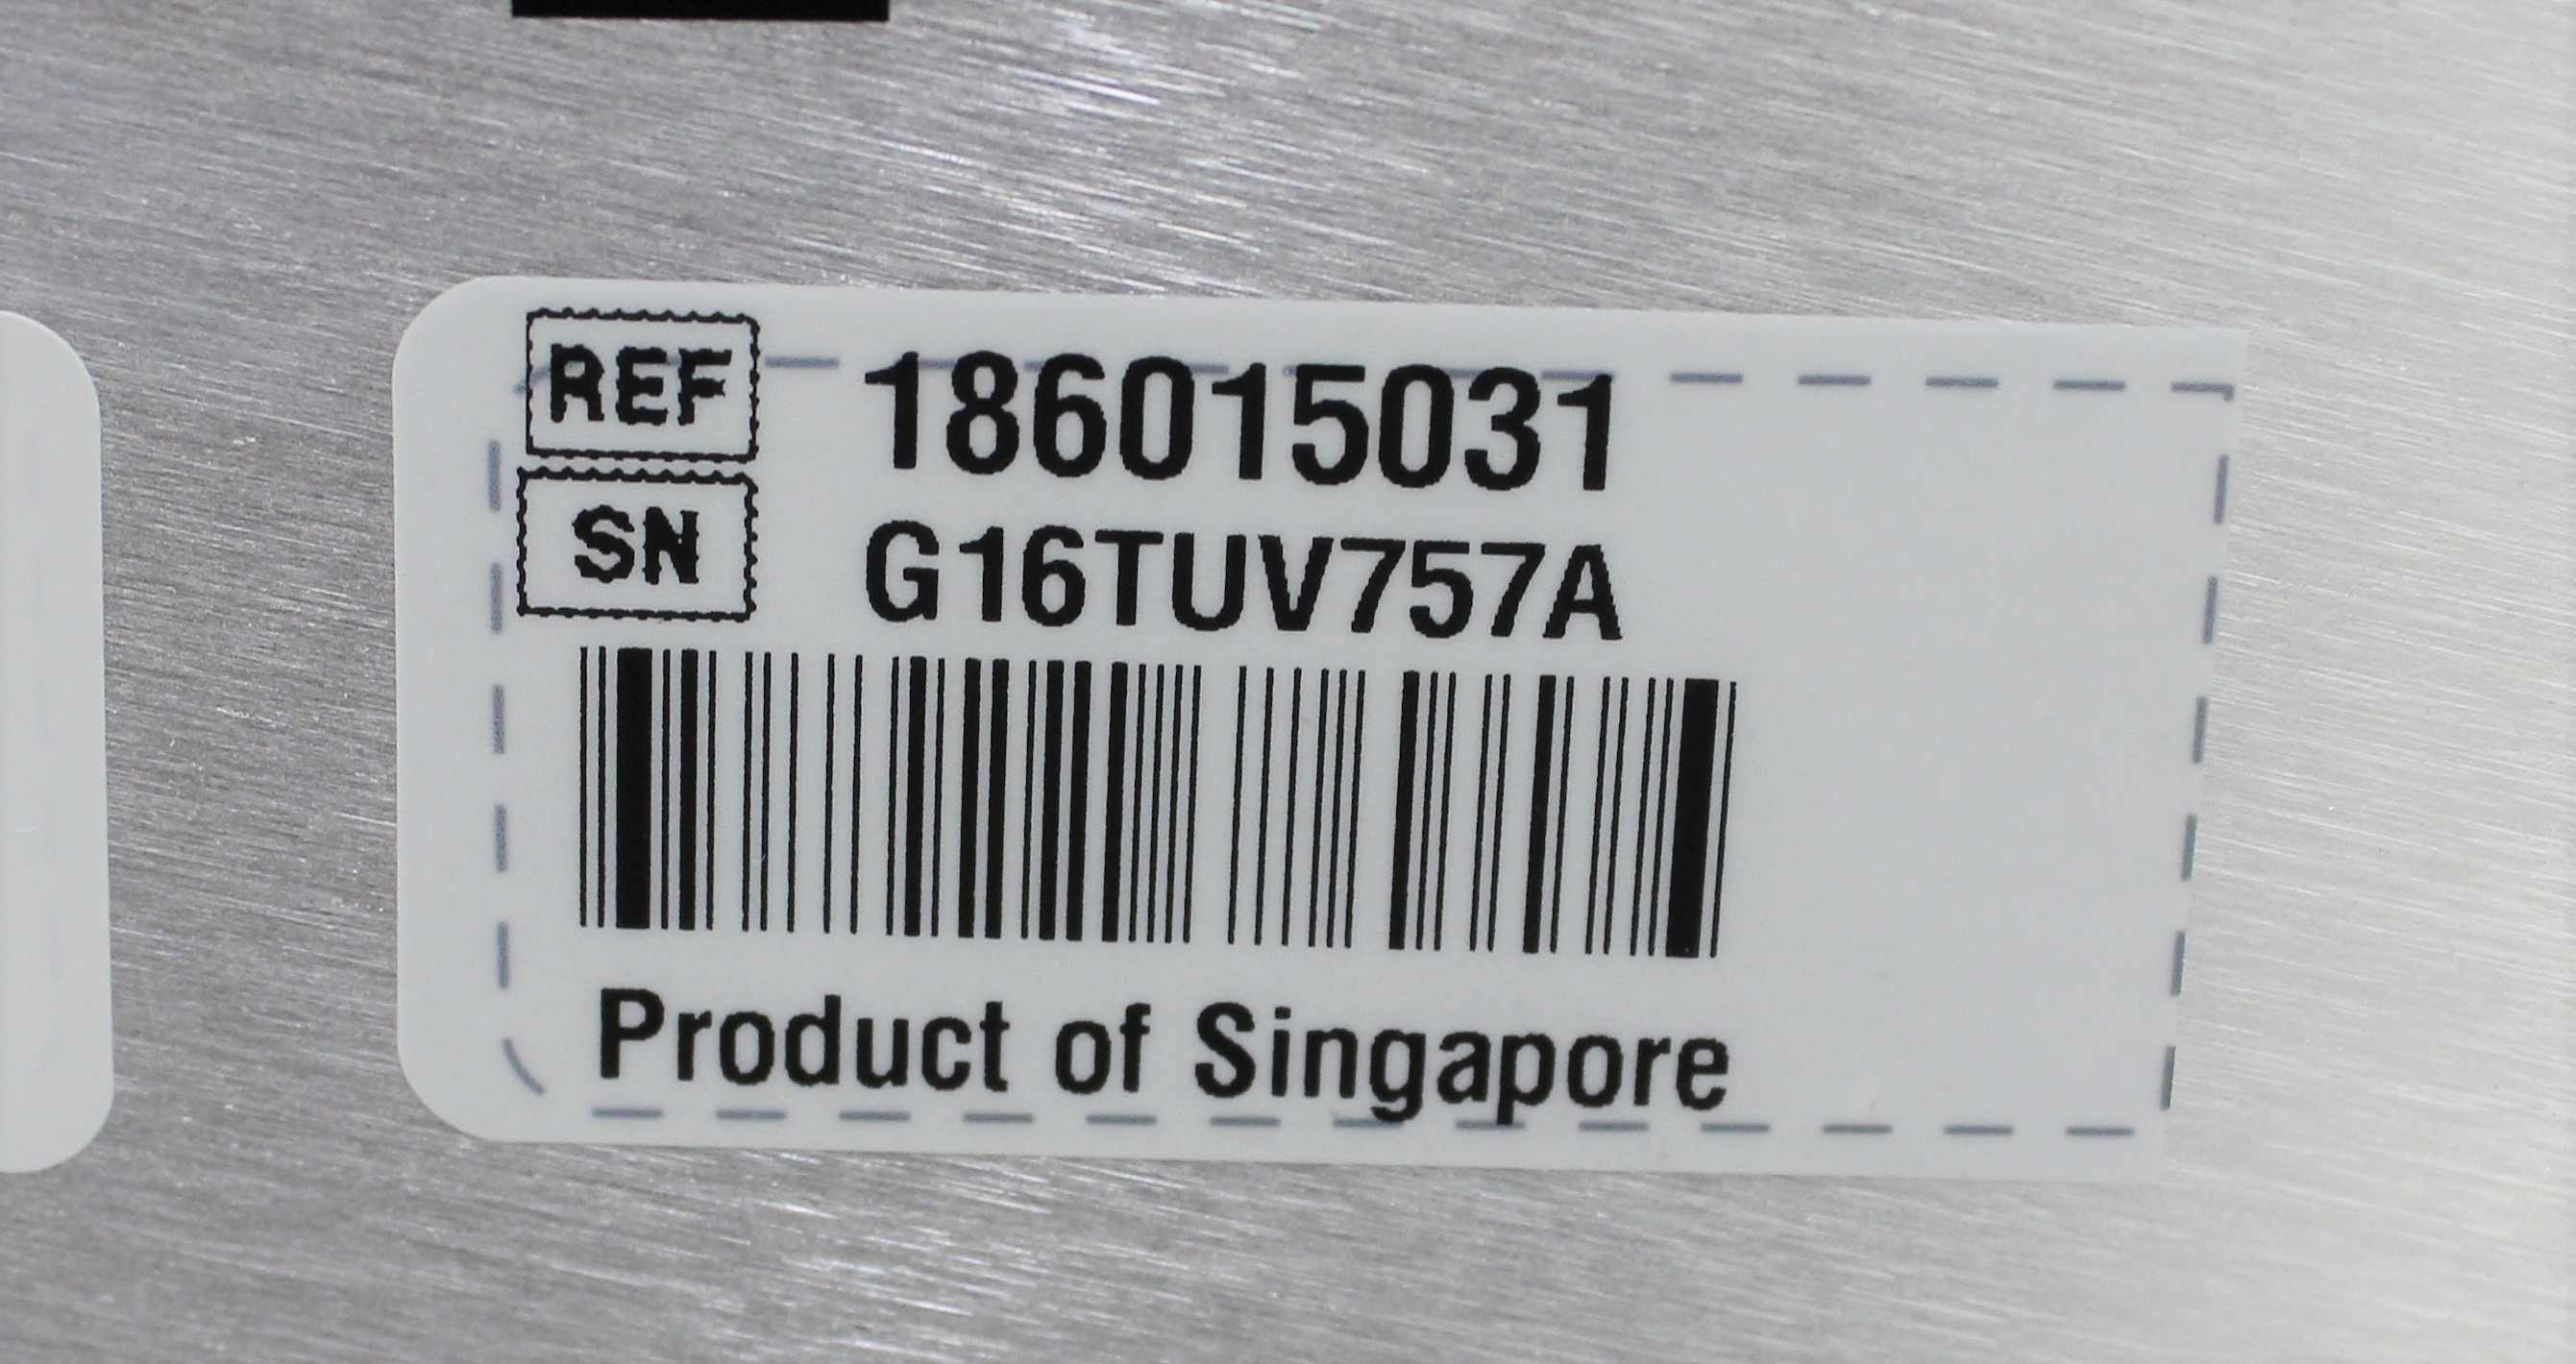 REF 186015031
SN G16TUV757A
Product of Singapore